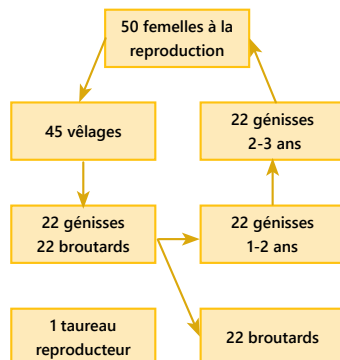 50 femelles à la
reproduction
45 vêlages
22 génisses
2-3 ans
22 génisses
22 broutards
22 génisses
1-2 ans
1 taureau
reproducteur
22 broutards